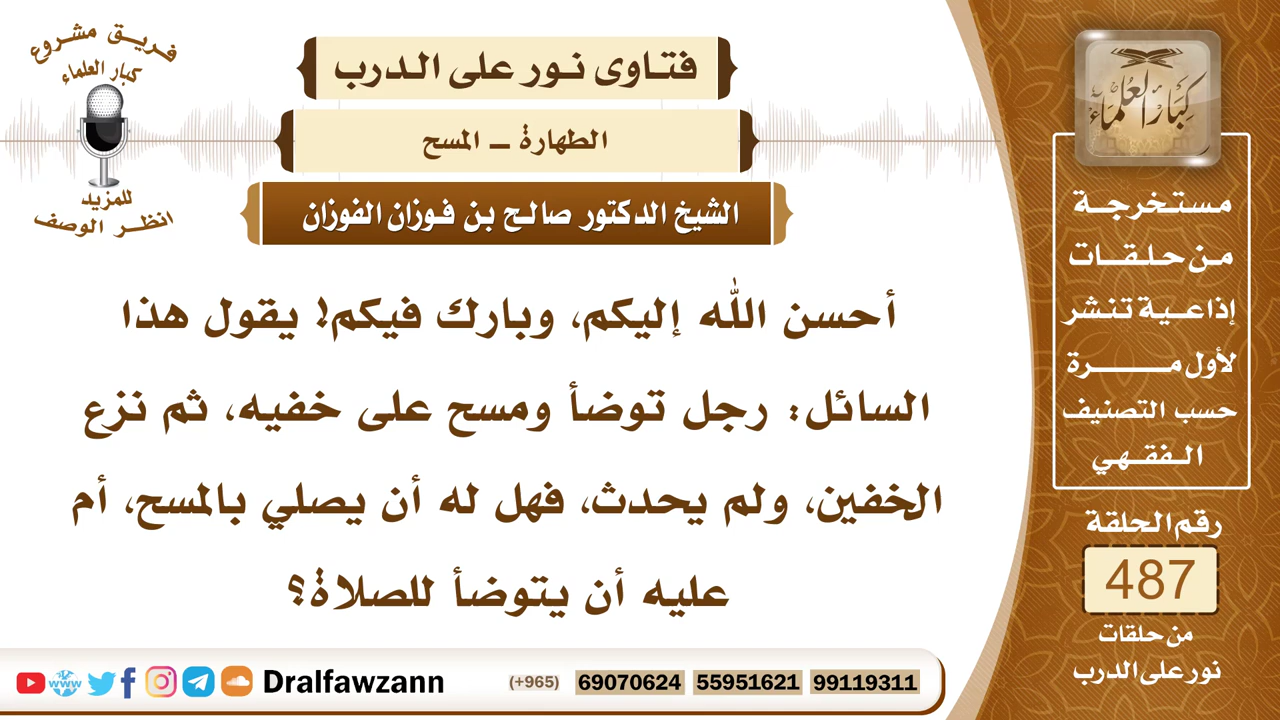 فريق مشروع
كبار العلماء
للمزيد
انظر الوصف
فتاوى نور على الدرب
الطهارة – المسح
الشيخ الدكتور صالح بن فوزان الفوزان
أحسن الله إليكم، وبارك فيكم! يقول هذا
السائل: رجل توضأ ومسح على خفيه، ثم نزع
الخفين، ولم يحدث، فهل له أن يصلي بالمسح، أم
عليه أن يتوضأ للصلاة؟
كبار العلماء
مستخرجة
من حلقات
إذاعية تنشر
لأول مرة
حسب التصنيف
الفقهي
رقم الحلقة
487
من حلقات
نور على الدرب
www
Dralfawzann
(+965) 69070624 55951621 99119311